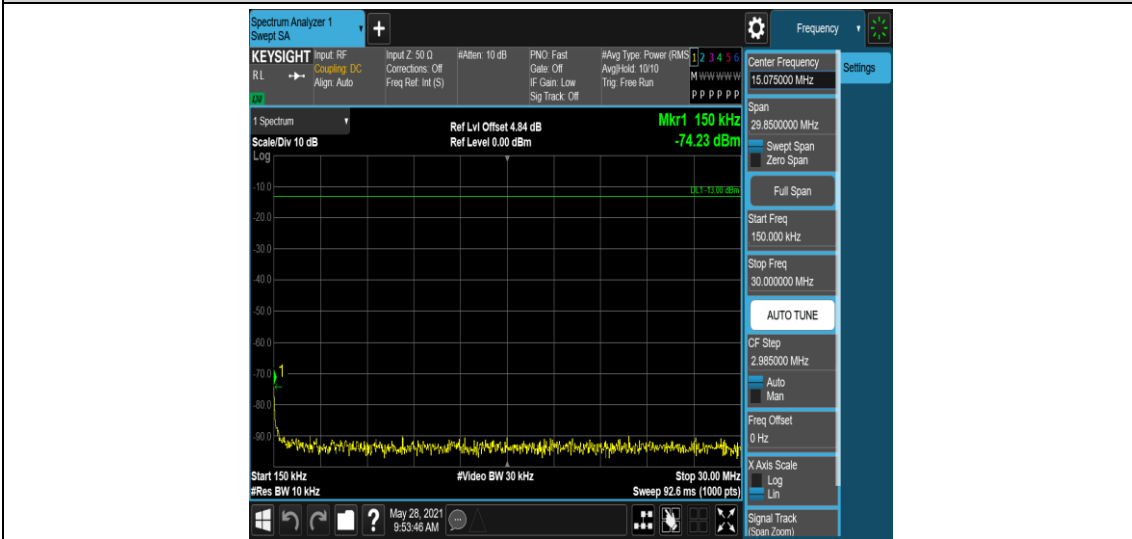 Spectrum Analyzer 1
Swept SA
Frequency
KEYSIGHT
RL
Input: RF
Coupling: DC
Align: Auto
Input Z: 50 Ω
Corrections: Off
Freq Ref: Int (S)
#Atten: 10 dB
PNO: Fast
Gate: Off
IF Gain: Low
Sig Track: Off
#Avg Type: Power (RMS
Avg|Hold: 10/10
Trig: Free Run
1 2 3 4 5 6
M W W W W W
P P P P P P
1 Spectrum
Scale/Div 10 dB
Log
Ref Lvl Offset 4.84 dB
Ref Level 0.00 dBm
Mkr1 150 kHz
-74.23 dBm
DL1 -13.00 dBm
-10.0
-20.0
-30.0
-40.0
-50.0
-60.0
-70.0
1
-80.0
-90.0
Start 150 kHz
#Res BW 10 kHz
#Video BW 30 kHz
Stop 30.00 MHz
Sweep 92.6 ms (1000 pts)
Center Frequency
15.075000 MHz
Settings
Span
29.8500000 MHz
Swept Span
Zero Span
Full Span
Start Freq
150.000 kHz
Stop Freq
30.000000 MHz
AUTO TUNE
CF Step
2.985000 MHz
Auto
Man
Freq Offset
0 Hz
X Axis Scale
Log
Lin
Signal Track
(Span Zoom)
?
May 28, 2021
9:53:46 AM